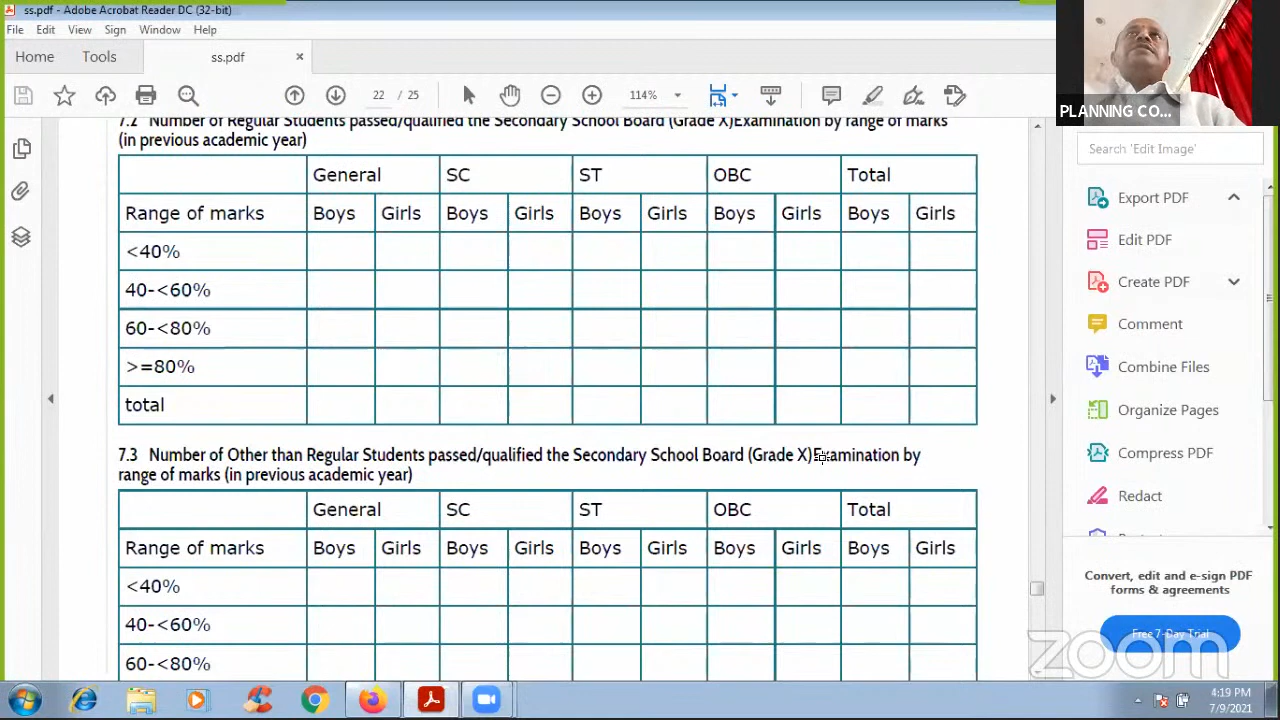 ss.pdf - Adobe Acrobat Reader DC (32-bit)
File Edit View Sign Window Help
Home Tools ss.pdf ×
22 / 25 114%
PLANNING CO...
7.2 Number of Regular Students passed/qualified the Secondary School Board (Grade X)Examination by range of marks
(in previous academic year)
General SC ST OBC Total
Range of marks Boys Girls Boys Girls Boys Girls Boys Girls Boys Girls
<40%
40-<60%
60-<80%
>=80%
total
7.3 Number of Other than Regular Students passed/qualified the Secondary School Board (Grade X)Examination by
range of marks (in previous academic year)
General SC ST OBC Total
Range of marks Boys Girls Boys Girls Boys Girls Boys Girls Boys Girls
<40%
40-<60%
60-<80%
Search 'Edit Image'
Export PDF
Edit PDF
Create PDF
Comment
Combine Files
Organize Pages
Compress PDF
Redact
Convert, edit and e-sign PDF
forms & agreements
Free 7-Day Trial
zoom
4:19 PM
7/9/2021